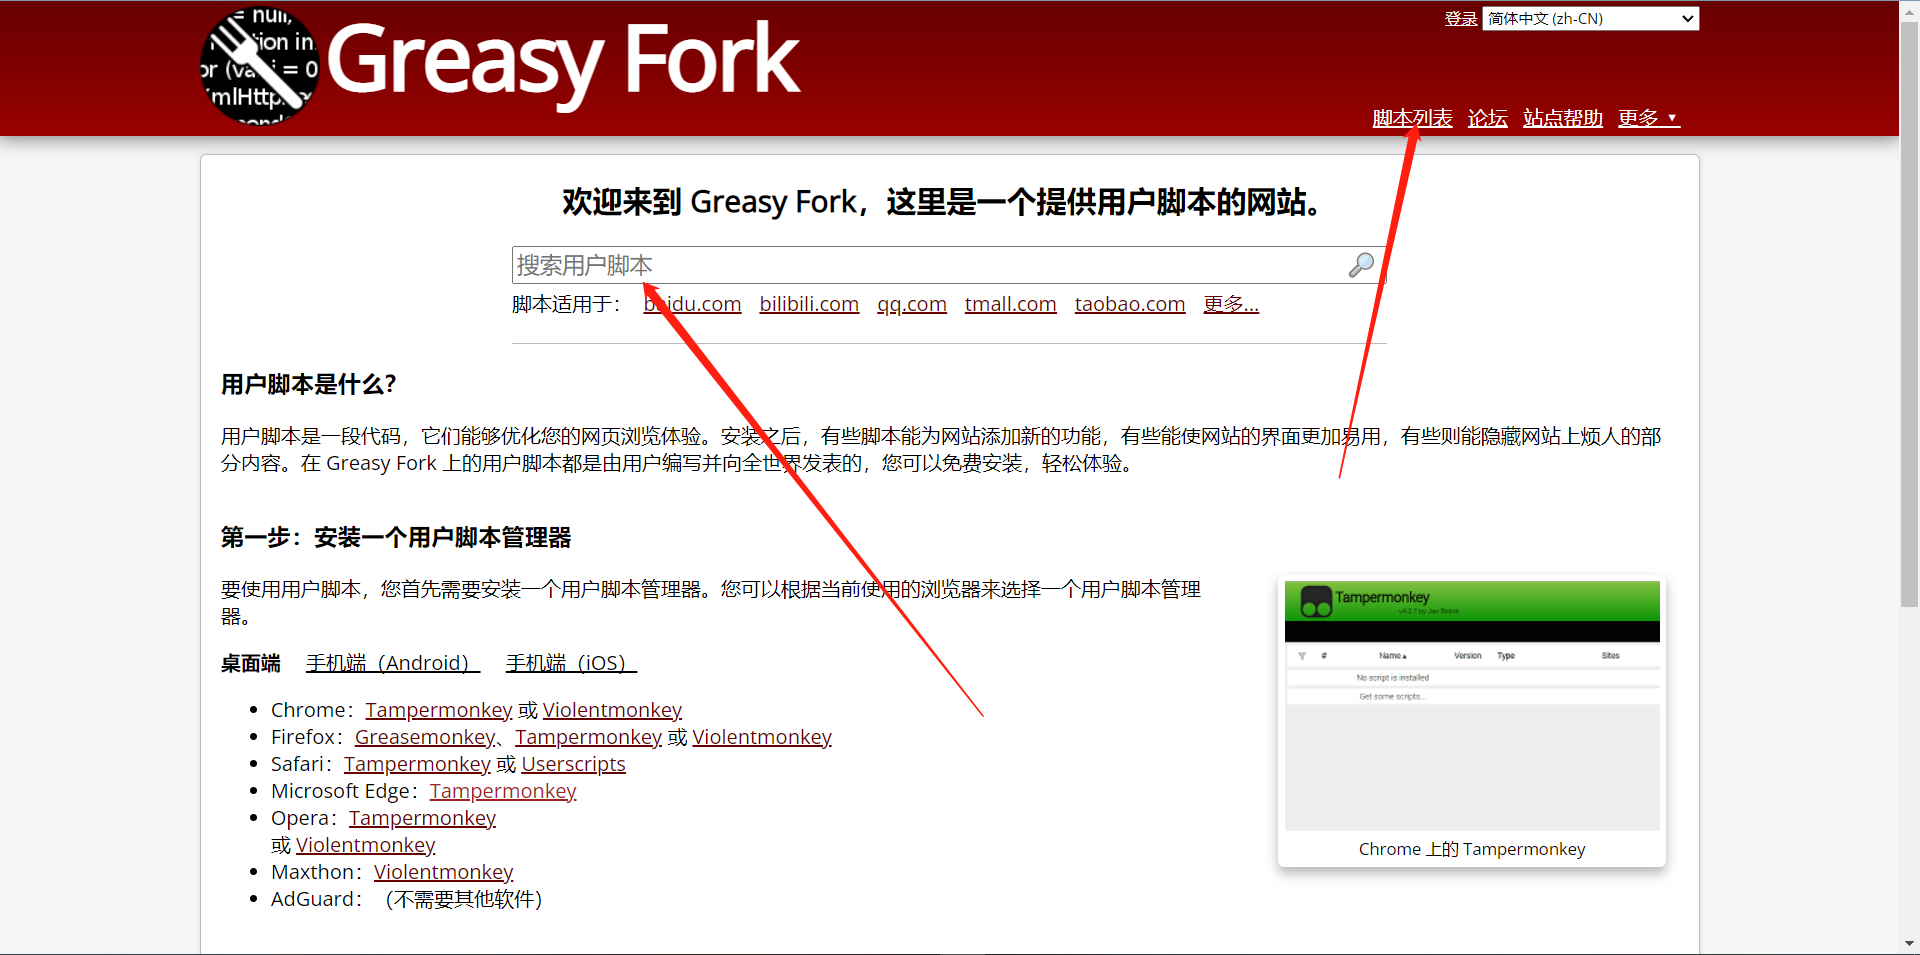 null,
tion in
or (va i = 0
mlHttp
Greasy Fork
登录 简体中文 (zh-CN)
脚本列表 论坛 站点帮助 更多 ▼
欢迎来到 Greasy Fork，这里是一个提供用户脚本的网站。
搜索用户脚本
脚本适用于： baidu.com bilibili.com qq.com tmall.com taobao.com 更多...
用户脚本是什么？
用户脚本是一段代码，它们能够优化您的网页浏览体验。安装之后，有些脚本能为网站添加新的功能，有些能使网站的界面更加易用，有些则能隐藏网站上烦人的部
分内容。在 Greasy Fork 上的用户脚本都是由用户编写并向全世界发表的，您可以免费安装，轻松体验。
第一步：安装一个用户脚本管理器
要使用用户脚本，您首先需要安装一个用户脚本管理器。您可以根据当前使用的浏览器来选择一个用户脚本管理
器。
桌面端 手机端（Android） 手机端（iOS）
• Chrome：Tampermonkey 或 Violentmonkey
• Firefox：Greasemonkey、Tampermonkey 或 Violentmonkey
• Safari：Tampermonkey 或 Userscripts
• Microsoft Edge：Tampermonkey
• Opera：Tampermonkey
或 Violentmonkey
• Maxthon：Violentmonkey
• AdGuard：（不需要其他软件）
Tampermonkey
v4.2.7 by Jan Biniok
# Name▲ Version Type Sites
No script is installed
Get some scripts...
Chrome 上的 Tampermonkey